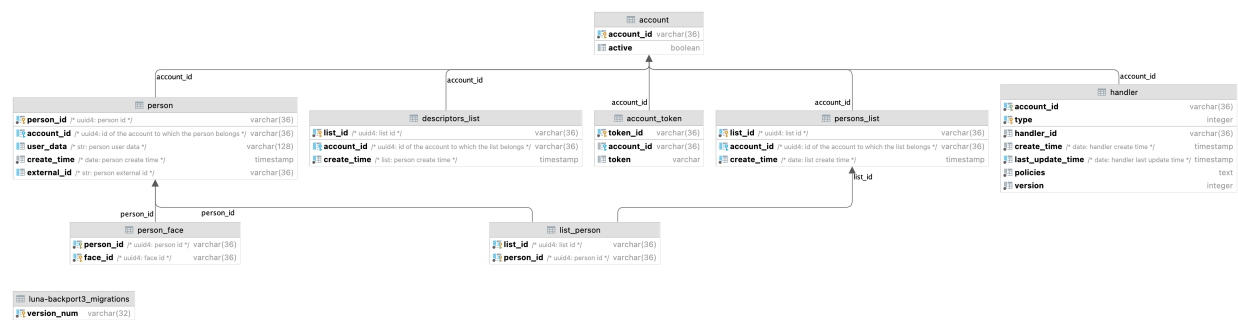 account
account_id varchar(36)
active boolean
account_id
account_id
account_id
account_id
account_id
person
person_id /* uuid4: person id */ varchar(36)
account_id /* uuid4: id of the account to which the person belongs */ varchar(36)
user_data /* str: person user data */ varchar(128)
create_time /* date: person create time */ timestamp
external_id /* str: person external id */ varchar(36)
descriptors_list
list_id /* uuid4: list id */ varchar(36)
account_id /* uuid4: id of the account to which the list belongs */ varchar(36)
create_time /* list: person create time */ timestamp
account_token
token_id varchar(36)
account_id varchar(36)
token varchar
persons_list
list_id /* uuid4: list id */ varchar(36)
account_id /* uuid4: id of the account to which the list belongs */ varchar(36)
create_time /* date: list create time */ timestamp
handler
account_id varchar(36)
type integer
handler_id varchar(36)
create_time /* date: handler create time */ timestamp
last_update_time /* date: handler last update time */ timestamp
policies text
version integer
person_id
person_id
list_id
person_face
person_id /* uuid4: person id */ varchar(36)
face_id /* uuid4: face id */ varchar(36)
list_person
list_id /* uuid4: list id */ varchar(36)
person_id /* uuid4: person id */ varchar(36)
luna-backport3_migrations
version_num varchar(32)